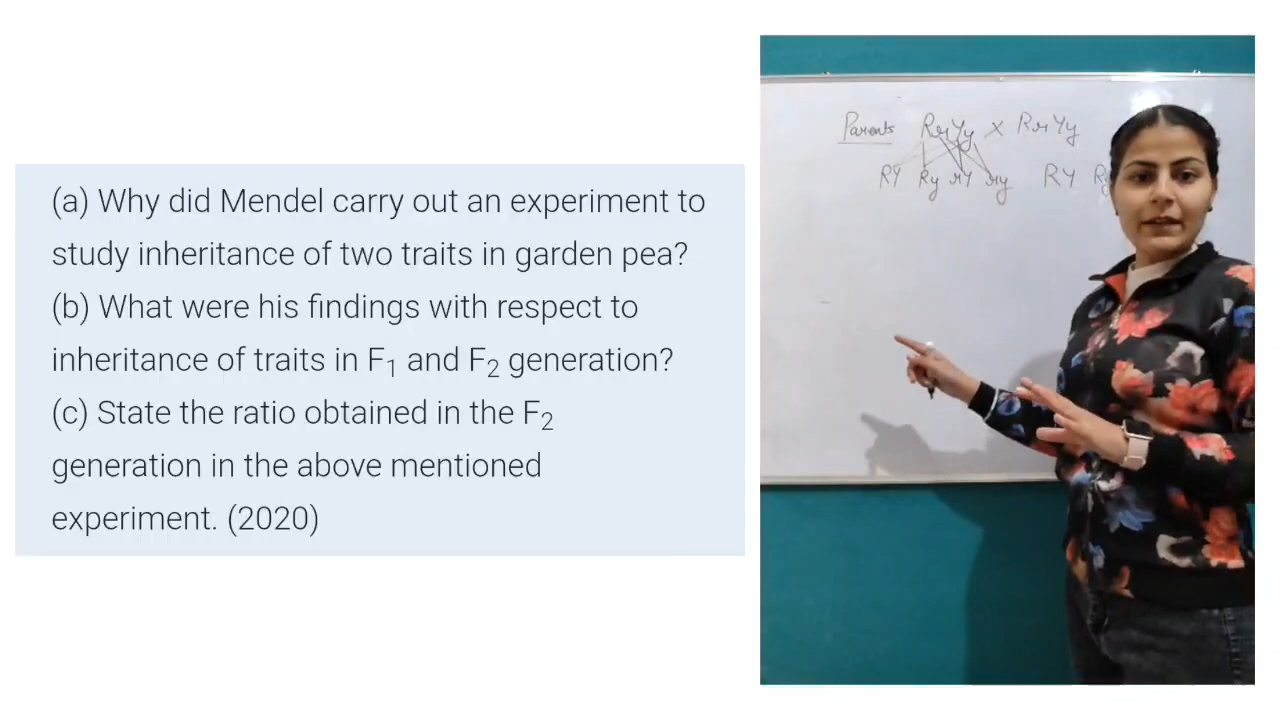 (a) Why did Mendel carry out an experiment to
study inheritance of two traits in garden pea?
(b) What were his findings with respect to
inheritance of traits in F₁ and F₂ generation?
(c) State the ratio obtained in the F₂
generation in the above mentioned
experiment. (2020)
Parents RrYy × RrYy
RY Ry rY ry RY